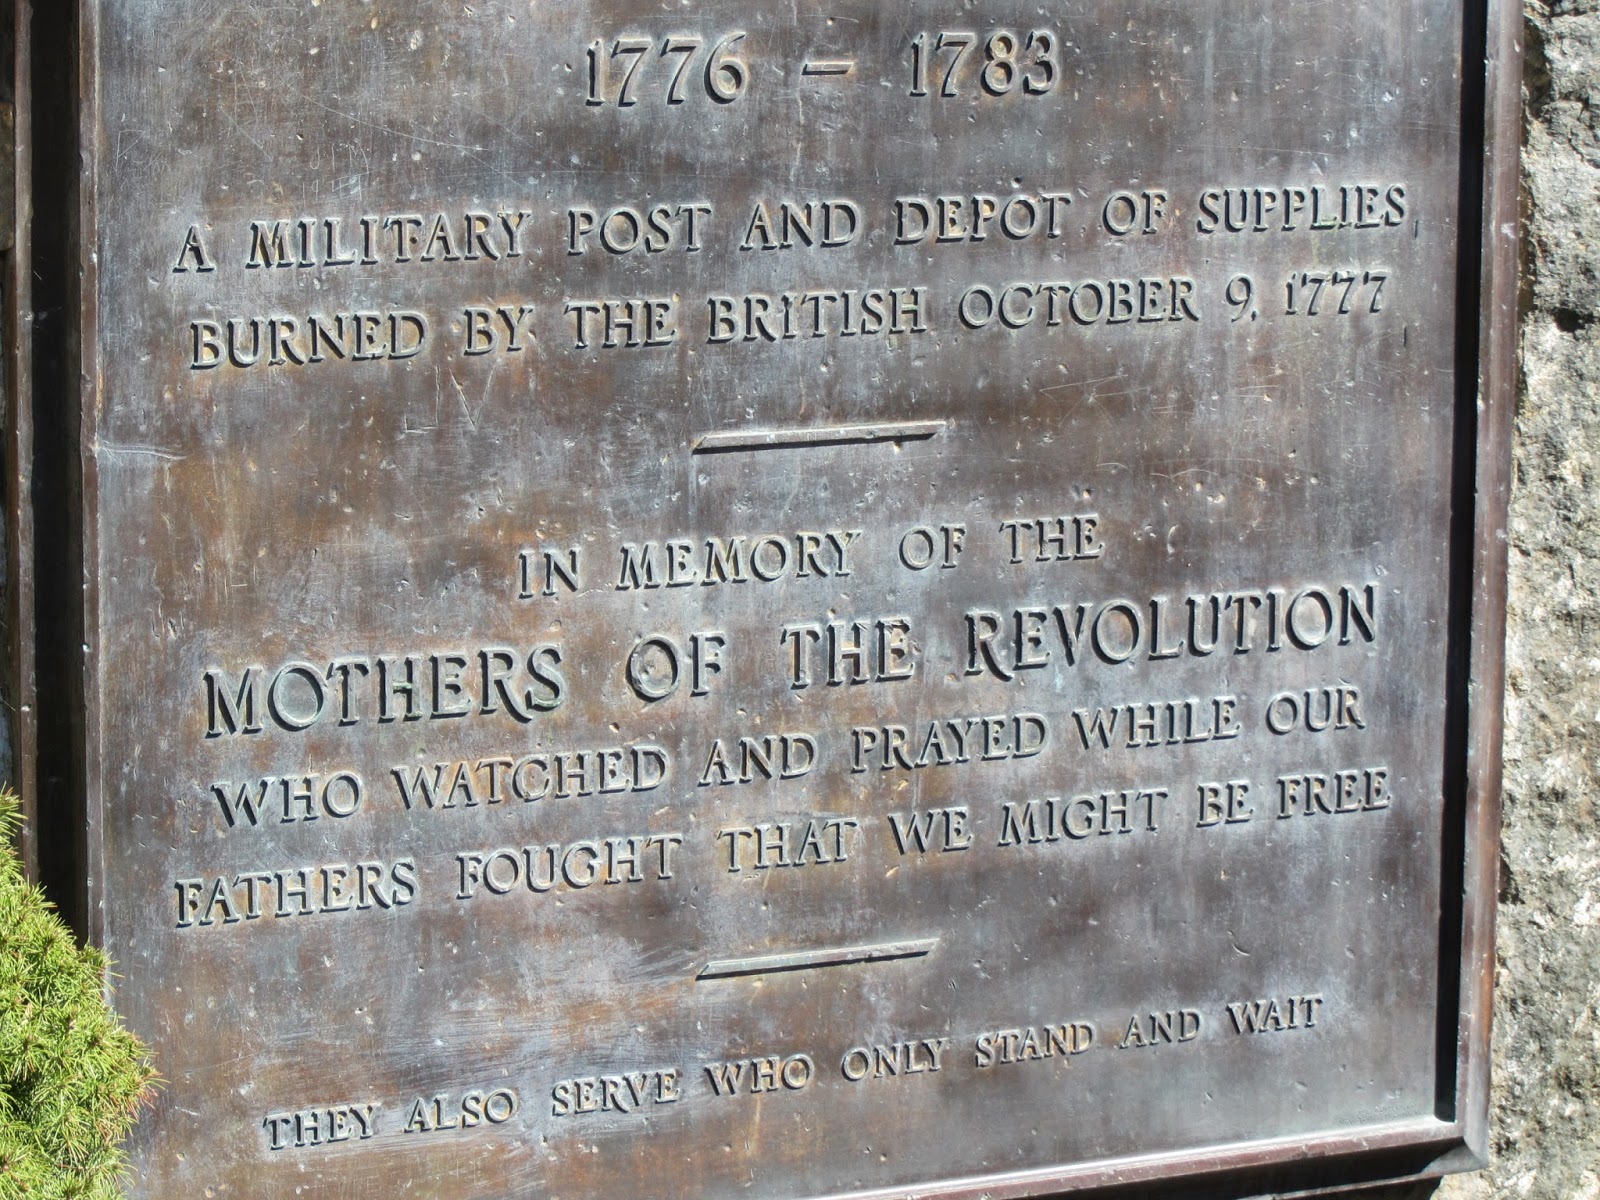 1776 – 1783
A MILITARY POST AND DEPOT OF SUPPLIES,
BURNED BY THE BRITISH OCTOBER 9, 1777
IN MEMORY OF THE
MOTHERS OF THE REVOLUTION
WHO WATCHED AND PRAYED WHILE OUR
FATHERS FOUGHT THAT WE MIGHT BE FREE
THEY ALSO SERVE WHO ONLY STAND AND WAIT